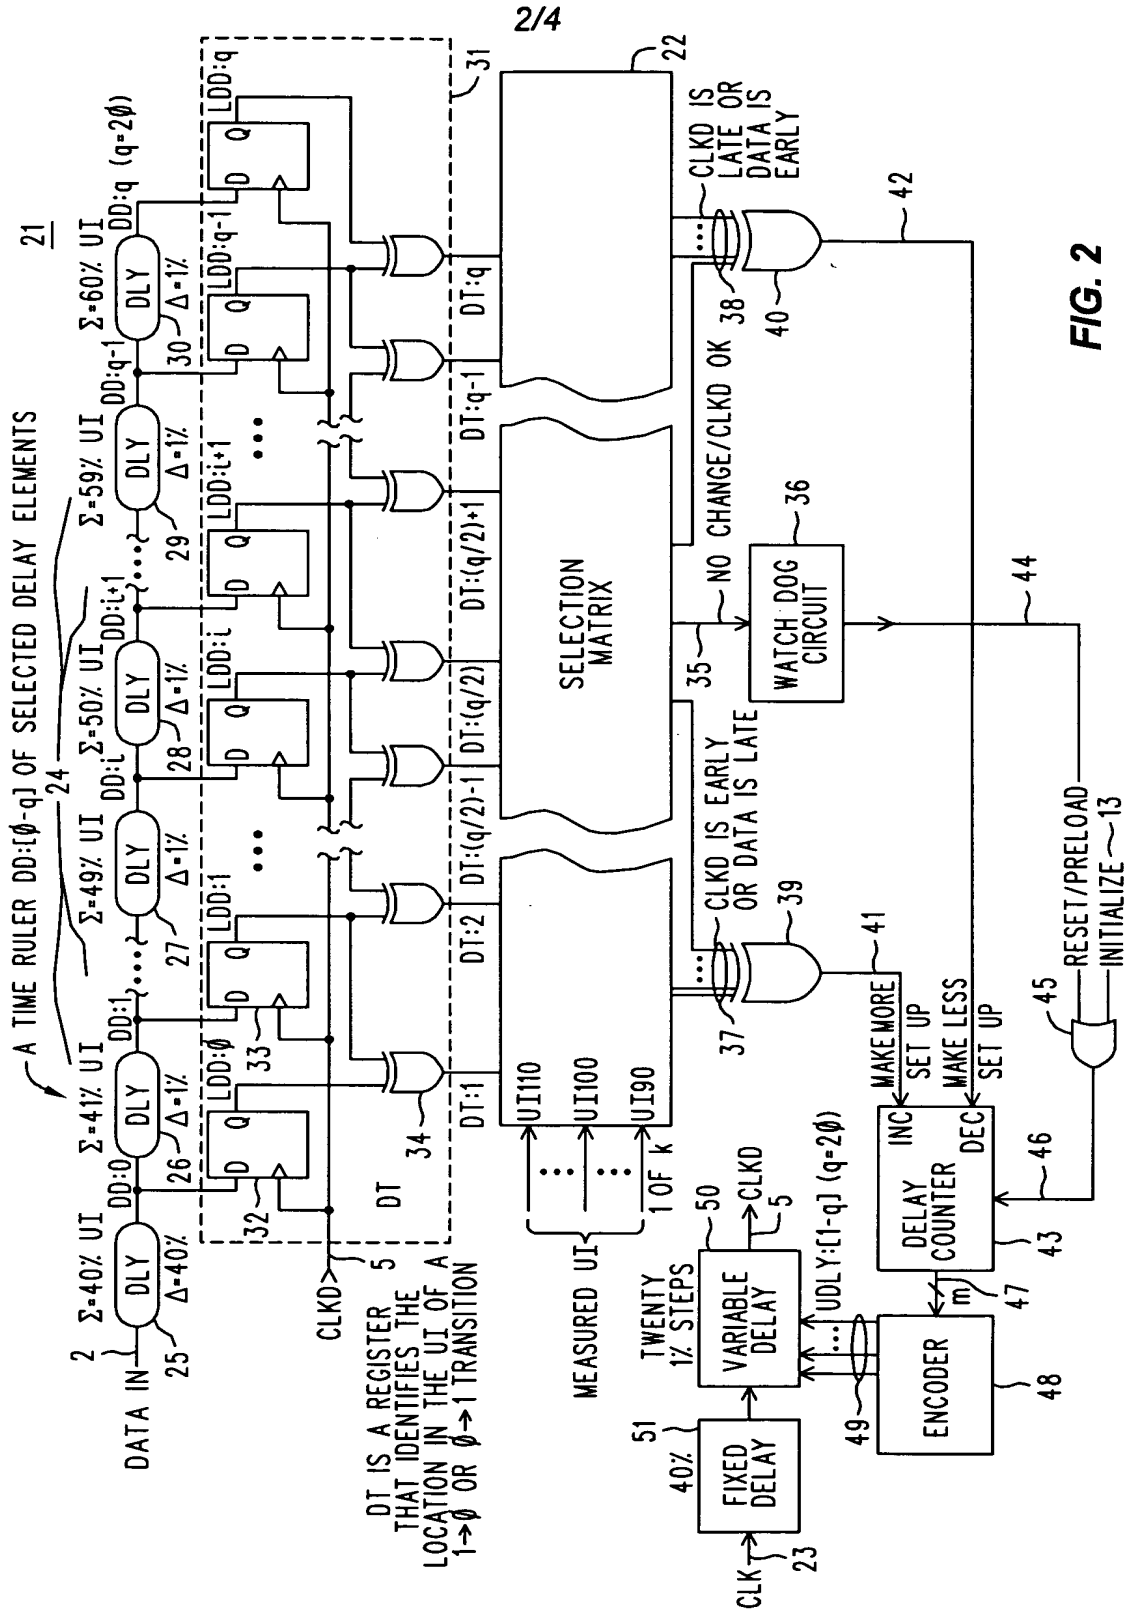 2/4
21
A TIME RULER DD:[0̸-q] OF SELECTED DELAY ELEMENTS
24
Σ=40% UI
Σ=41% UI
Σ=49% UI
Σ=50% UI
Σ=59% UI
Σ=60% UI
DATA IN
2
DLY
DLY
DLY
DLY
DLY
DLY
DD:0
DD:1
DD:i
DD:i+1
DD:q-1
DD:q (q=20̸)
Δ=40%
Δ=1%
Δ=1%
Δ=1%
Δ=1%
Δ=1%
25
26
27
28
29
30
LDD:0̸
LDD:1
LDD:i
LDD:i+1
LDD:q-1
LDD:q
D Q
D Q
D Q
D Q
D Q
D Q
32
33
31
CLKD
5
34
DT
DT IS A REGISTER
THAT IDENTIFIES THE
LOCATION IN THE UI OF A
1→0̸ OR 0̸→1 TRANSITION
DT:1
DT:2
DT:(q/2)-1
DT:(q/2)
DT:(q/2)+1
DT:q-1
DT:q
22
MEASURED UI
UI110
UI100
UI90
1 OF k
SELECTION
MATRIX
CLKD IS EARLY
OR DATA IS LATE
37
39
41
35
NO CHANGE/CLKD OK
WATCH DOG
CIRCUIT
36
44
CLKD IS
LATE OR
DATA IS
EARLY
38
40
42
CLK
23
FIXED
DELAY
40%
51
TWENTY
1% STEPS
VARIABLE
DELAY
50
CLKD
5
UDLY:[1-q] (q=20̸)
49
ENCODER
48
m
47
DELAY
COUNTER
43
INC
DEC
MAKE MORE
SET UP
MAKE LESS
SET UP
46
45
RESET/PRELOAD
INITIALIZE
13
FIG. 2